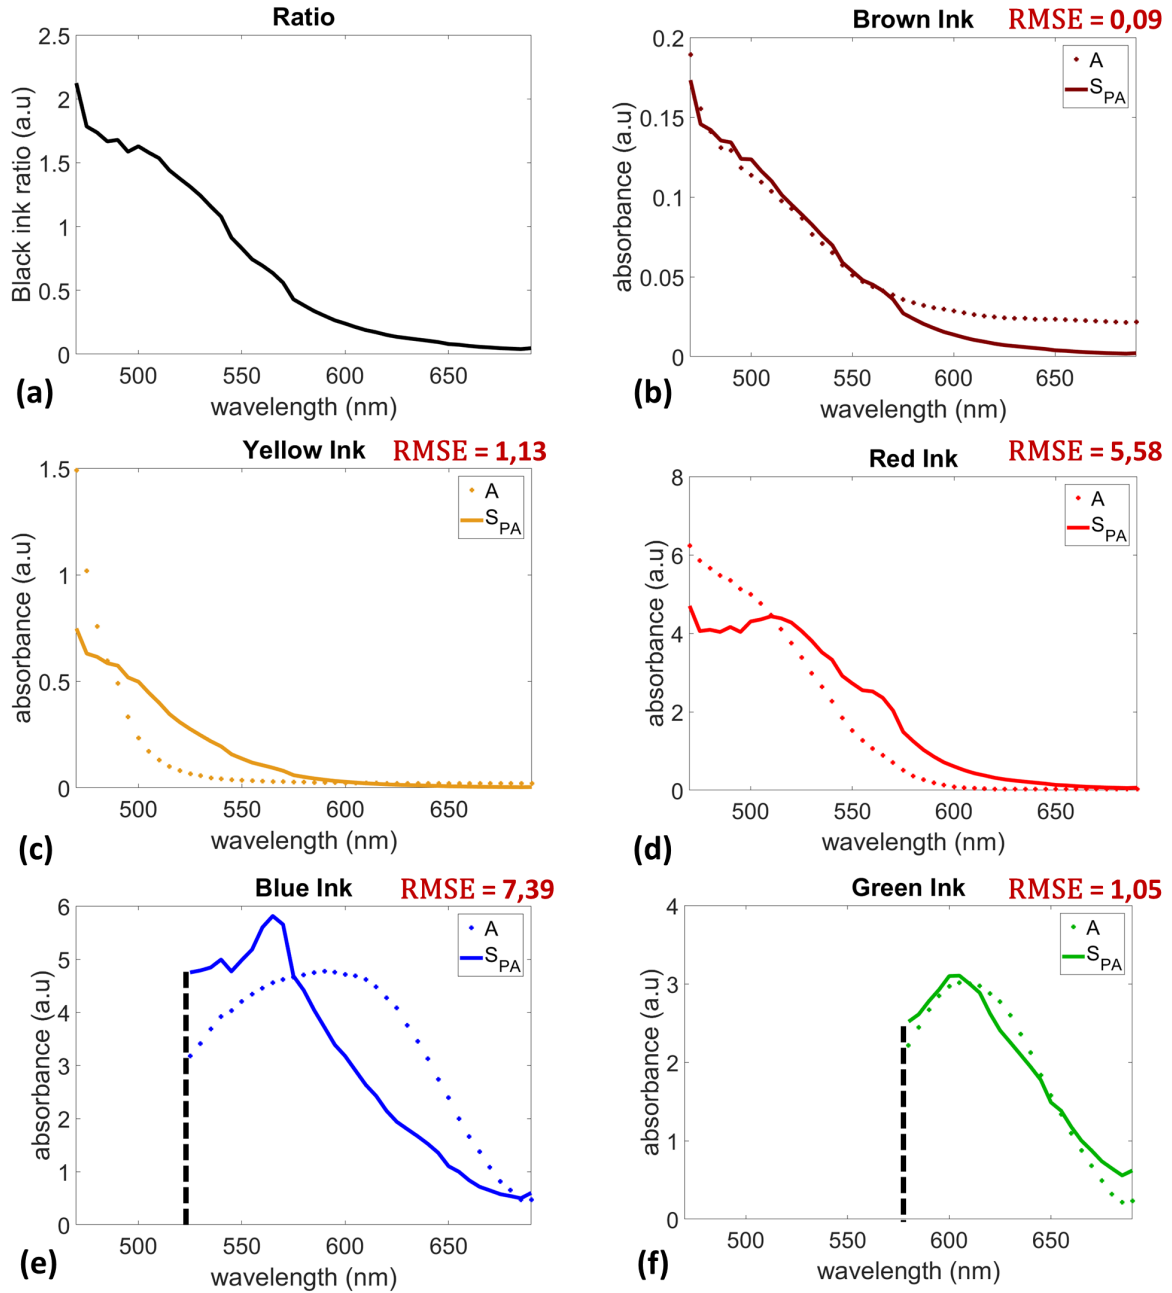 Ratio
2.5
2
1.5
1
0.5
0
Black ink ratio (a.u)
500 550 600 650
wavelength (nm)
(a)
Brown Ink RMSE = 0,09
0.2
0.15
0.1
0.05
0
absorbance (a.u)
A
S_PA
500 550 600 650
wavelength (nm)
(b)
Yellow Ink RMSE = 1,13
1.5
1
0.5
0
absorbance (a.u)
A
S_PA
500 550 600 650
wavelength (nm)
(c)
Red Ink RMSE = 5,58
8
6
4
2
0
absorbance (a.u)
A
S_PA
500 550 600 650
wavelength (nm)
(d)
Blue Ink RMSE = 7,39
6
5
4
3
2
1
0
absorbance (a.u)
A
S_PA
500 550 600 650
wavelength (nm)
(e)
Green Ink RMSE = 1,05
4
3
2
1
0
absorbance (a.u)
A
S_PA
500 550 600 650
wavelength (nm)
(f)